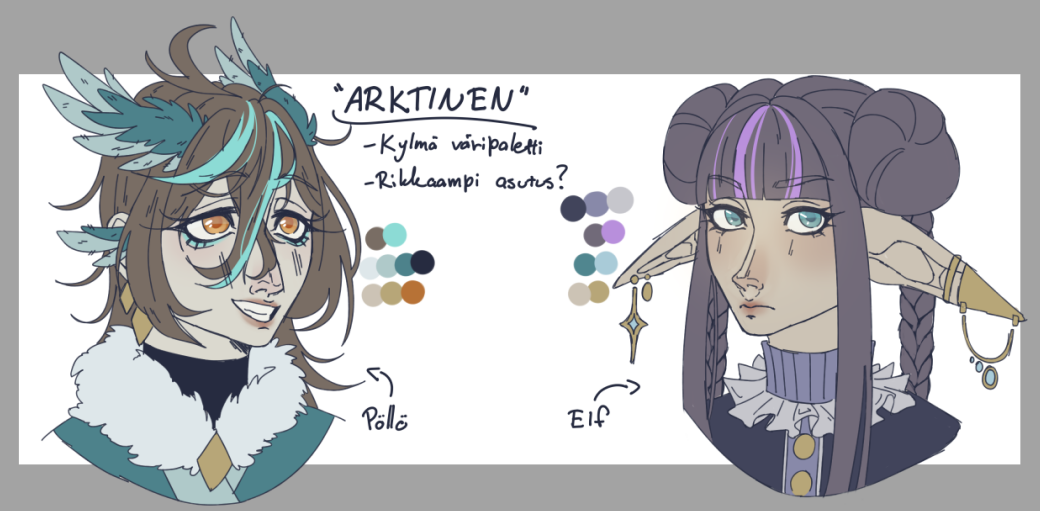 "ARKTINEN"
-Kylmä väripaletti
-Rikkaampi asutus?
Pöllö
Elf